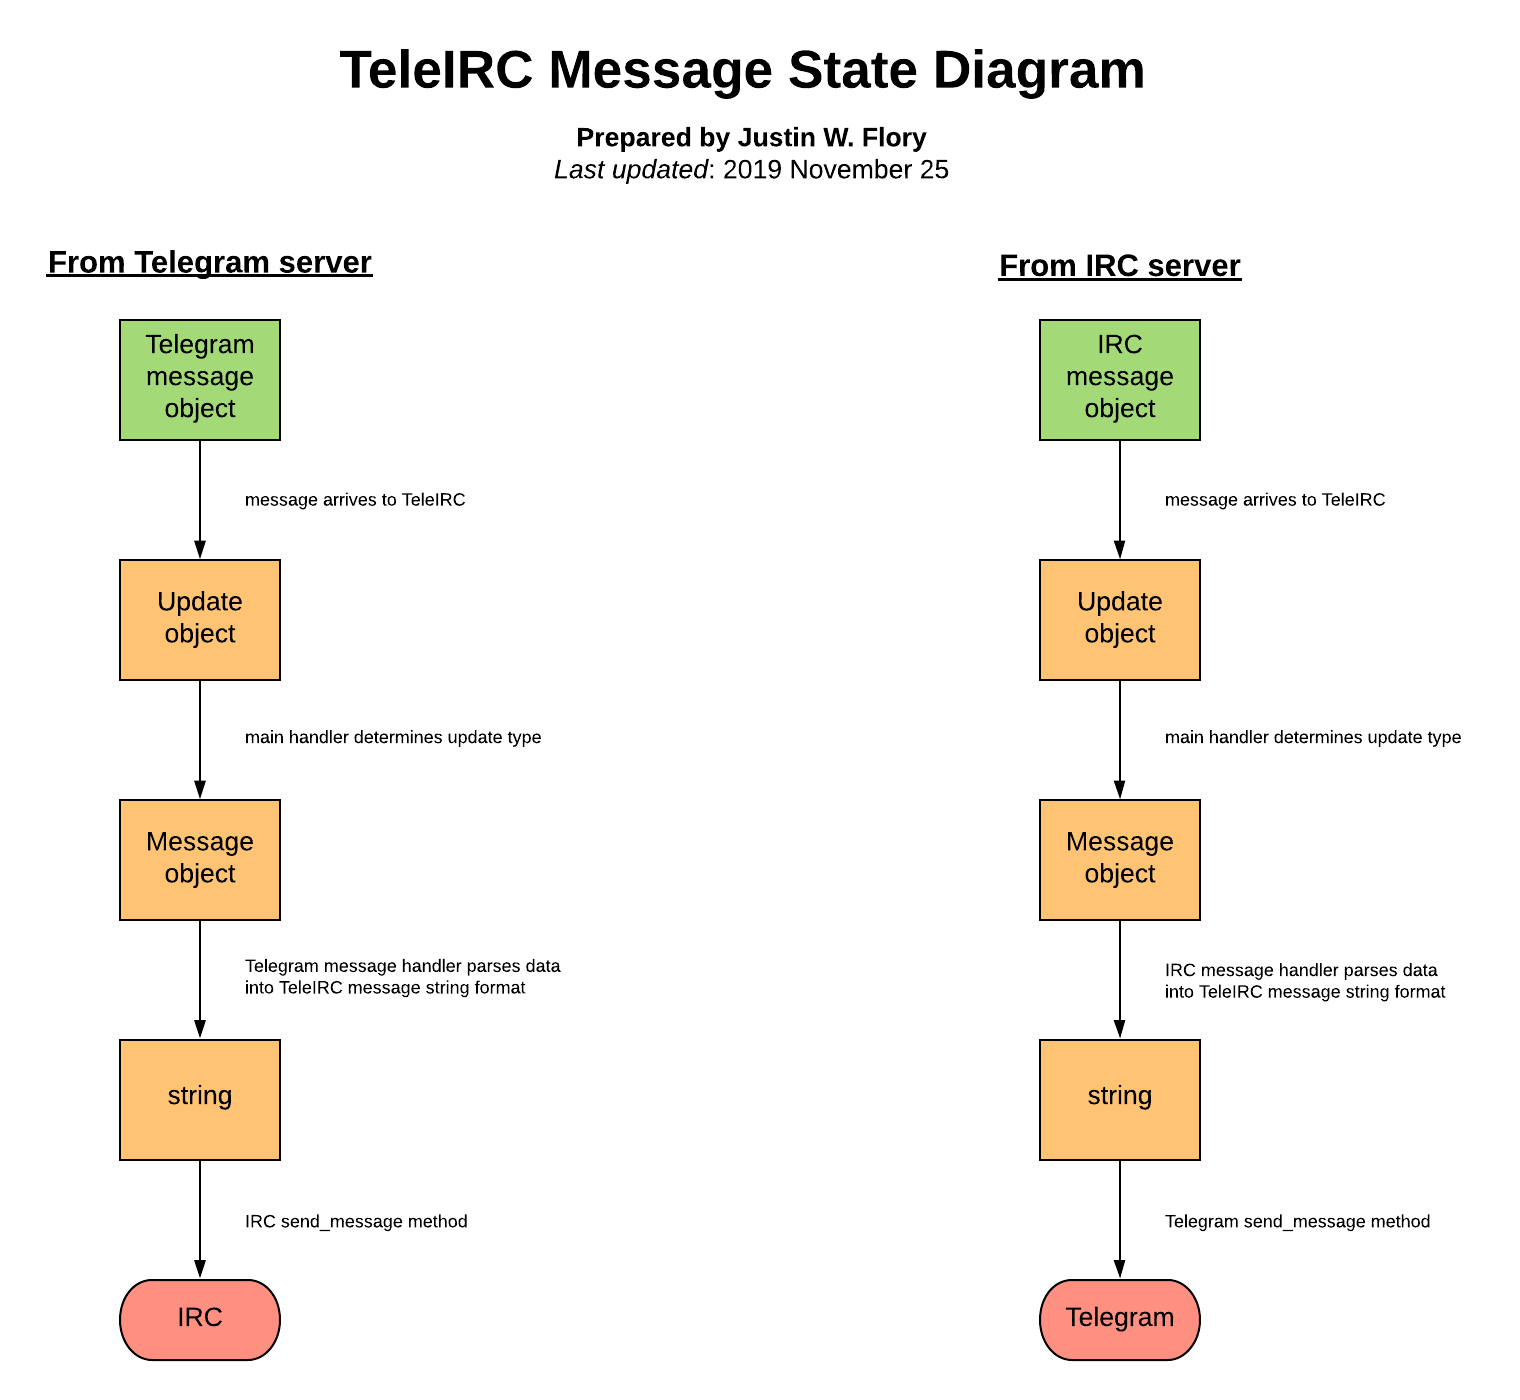 TeleIRC Message State Diagram
Prepared by Justin W. Flory
Last updated: 2019 November 25
From Telegram server
Telegram
message
object
message arrives to TeleIRC
Update
object
main handler determines update type
Message
object
Telegram message handler parses data
into TeleIRC message string format
string
IRC send_message method
IRC
From IRC server
IRC
message
object
message arrives to TeleIRC
Update
object
main handler determines update type
Message
object
IRC message handler parses data
into TeleIRC message string format
string
Telegram send_message method
Telegram